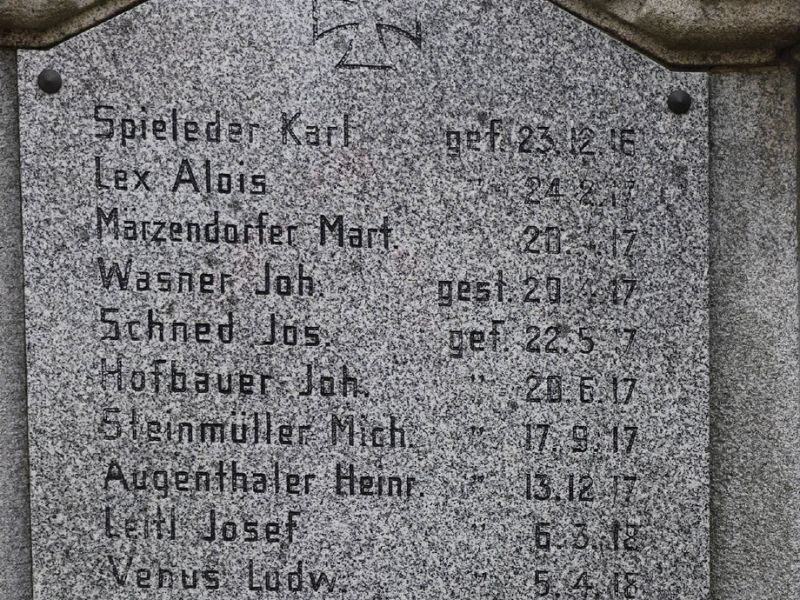 Spieleder Karl gef. 23.12.16
Lex Alois " 24.2.17
Märzendorfer Mart. 20.4.17
Wasner Joh. gest. 20.4.17
Schned Jos. gef. 22.5.17
Hofbauer Joh. " 20.6.17
Steinmüller Mich. " 17.9.17
Augenthaler Heinr. " 13.12.17
Leitl Josef " 6.3.18
Venus Ludw. " 5.4.18